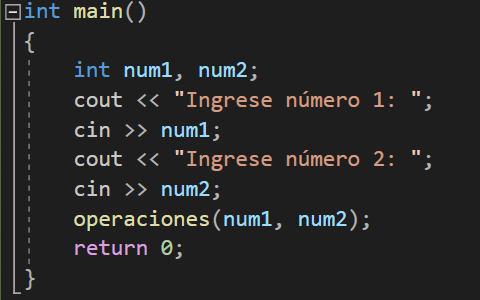 int main()
{
int num1, num2;
cout << "Ingrese número 1: ";
cin >> num1;
cout << "Ingrese número 2: ";
cin >> num2;
operaciones(num1, num2);
return 0;
}